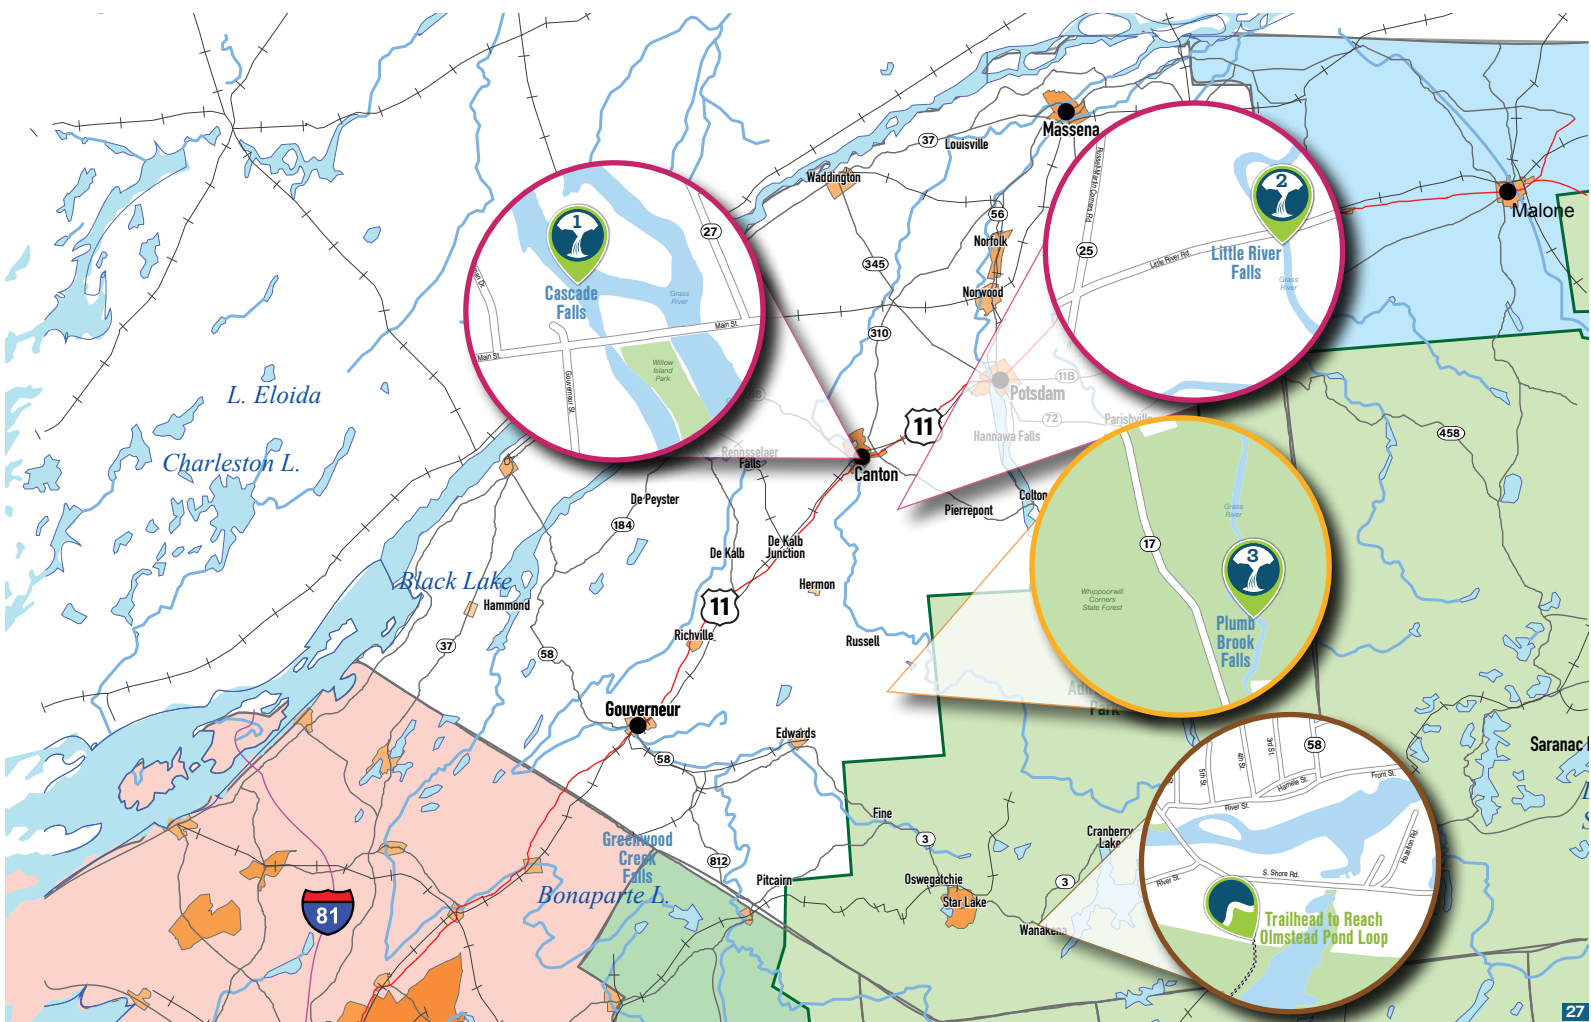 Massena
37
Louisville
Waddington
56
Norfolk
345
Norwood
310
11B
Potsdam
72
Parishville
Hannawa Falls
11
Canton
Rensselaer
Falls
De Peyster
184
De Kalb
De Kalb
Junction
Hermon
11
Richville
Russell
Pierrepont
Colton
Malone
458
L. Eloida
Charleston L.
Black Lake
Hammond
37
58
Gouverneur
58
Edwards
Fine
3
812
Pitcairn
Oswegatchie
Star Lake
Wanakena
3
Cranberry
Lake
Park
Saranac
Greenwood
Creek
Falls
Bonaparte L.
81
1
Cascade
Falls
27
Grass
River
Main St.
Main St.
Gouverneur St.
Willow
Island
Park
2
Little River
Falls
25
Little River Rd.
Grass
River
3
Plumb
Brook
Falls
17
Grass
River
Whippoorwill
Corners
State Forest
58
5th St.
4th St.
3rd St.
Hamele St.
Front St.
River St.
River St.
S. Shore Rd.
Hazelton Rd.
Trailhead to Reach
Olmstead Pond Loop
27